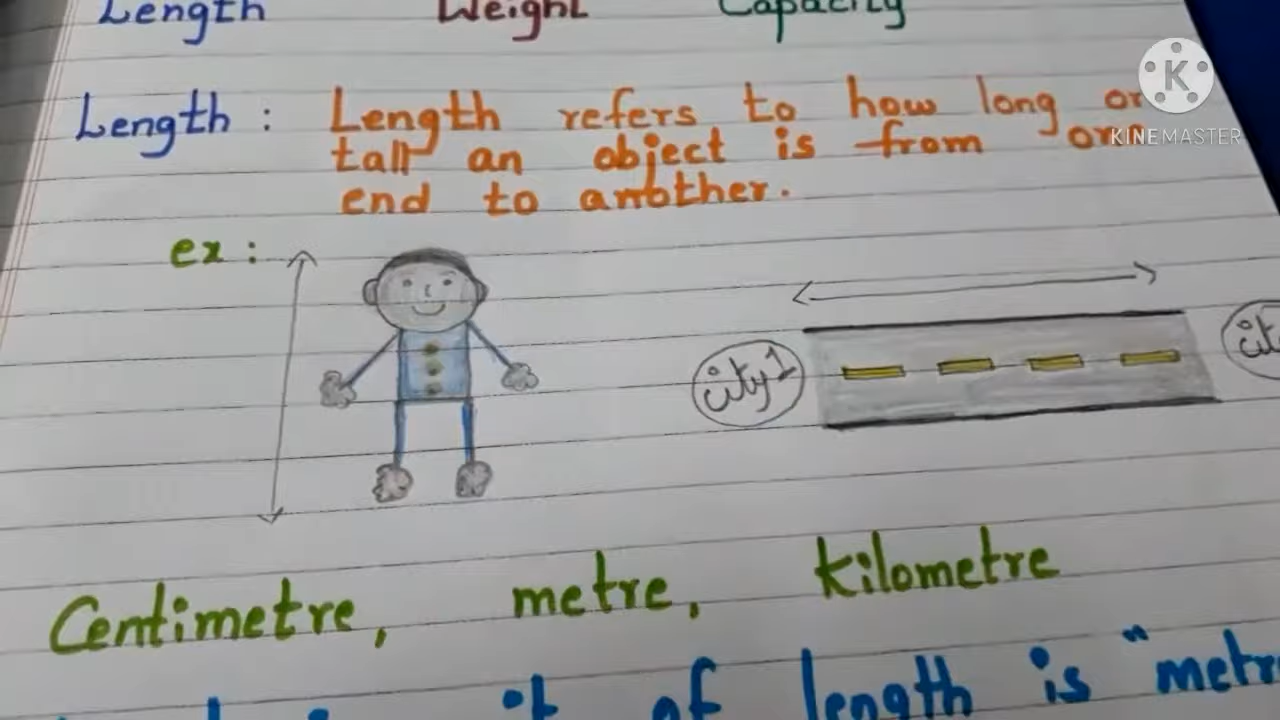 Length Weight Capacity
Length : Length refers to how long or
tall an object is from one
end to another.
ex :
city 1
Centimetre, metre, kilometre
of length is "metre
K
KINEMASTER